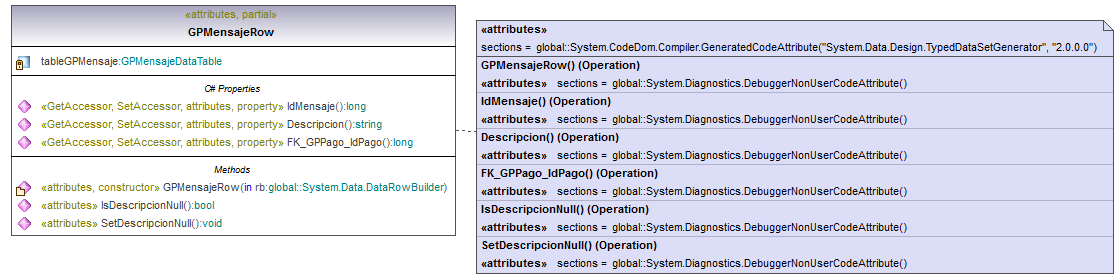 «attributes, partial»
GPMensajeRow
tableGPMensaje:GPMensajeDataTable
C# Properties
«GetAccessor, SetAccessor, attributes, property» IdMensaje():long
«GetAccessor, SetAccessor, attributes, property» Descripcion():string
«GetAccessor, SetAccessor, attributes, property» FK_GPPago_IdPago():long
Methods
«attributes, constructor» GPMensajeRow(in rb:global::System.Data.DataRowBuilder)
«attributes» IsDescripcionNull():bool
«attributes» SetDescripcionNull():void
«attributes»
sections = global::System.CodeDom.Compiler.GeneratedCodeAttribute("System.Data.Design.TypedDataSetGenerator", "2.0.0.0")
GPMensajeRow() (Operation)
«attributes» sections = global::System.Diagnostics.DebuggerNonUserCodeAttribute()
IdMensaje() (Operation)
«attributes» sections = global::System.Diagnostics.DebuggerNonUserCodeAttribute()
Descripcion() (Operation)
«attributes» sections = global::System.Diagnostics.DebuggerNonUserCodeAttribute()
FK_GPPago_IdPago() (Operation)
«attributes» sections = global::System.Diagnostics.DebuggerNonUserCodeAttribute()
IsDescripcionNull() (Operation)
«attributes» sections = global::System.Diagnostics.DebuggerNonUserCodeAttribute()
SetDescripcionNull() (Operation)
«attributes» sections = global::System.Diagnostics.DebuggerNonUserCodeAttribute()